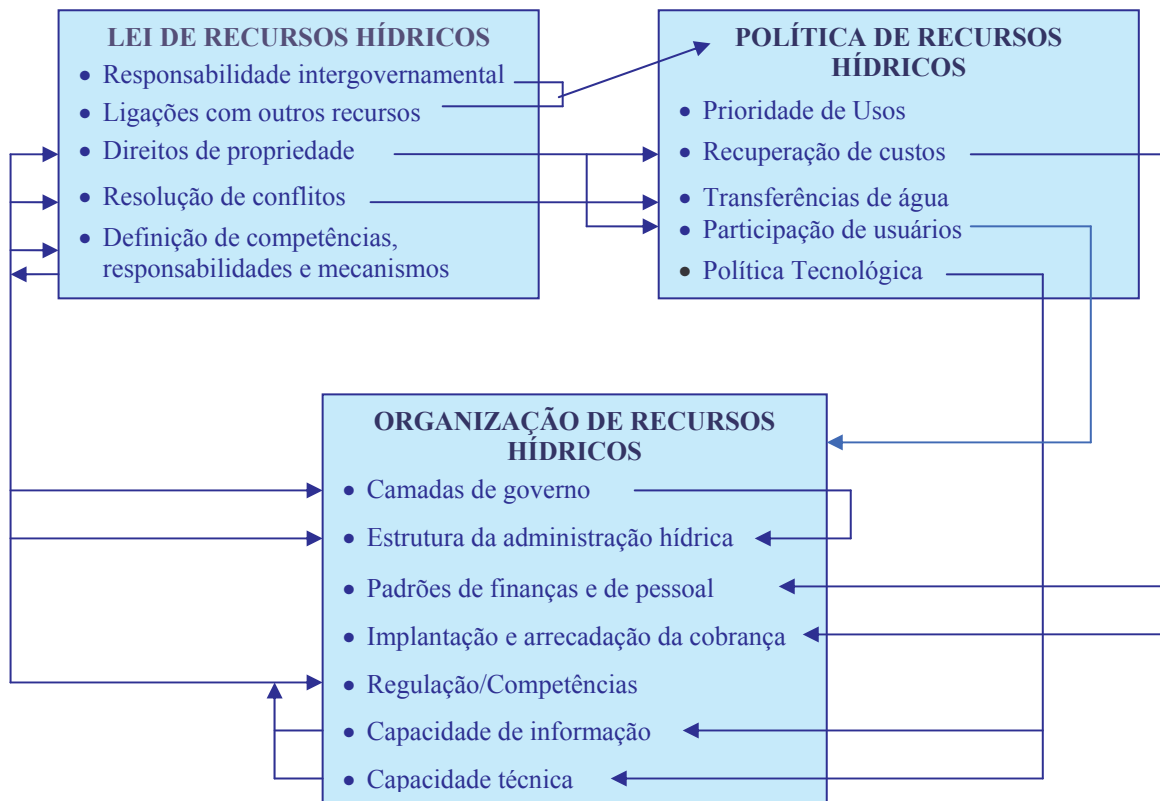 LEI DE RECURSOS HÍDRICOS
• Responsabilidade intergovernamental
• Ligações com outros recursos
• Direitos de propriedade
• Resolução de conflitos
• Definição de competências,
responsabilidades e mecanismos
POLÍTICA DE RECURSOS
HÍDRICOS
• Prioridade de Usos
• Recuperação de custos
• Transferências de água
• Participação de usuários
• Política Tecnológica
ORGANIZAÇÃO DE RECURSOS
HÍDRICOS
• Camadas de governo
• Estrutura da administração hídrica
• Padrões de finanças e de pessoal
• Implantação e arrecadação da cobrança
• Regulação/Competências
• Capacidade de informação
• Capacidade técnica